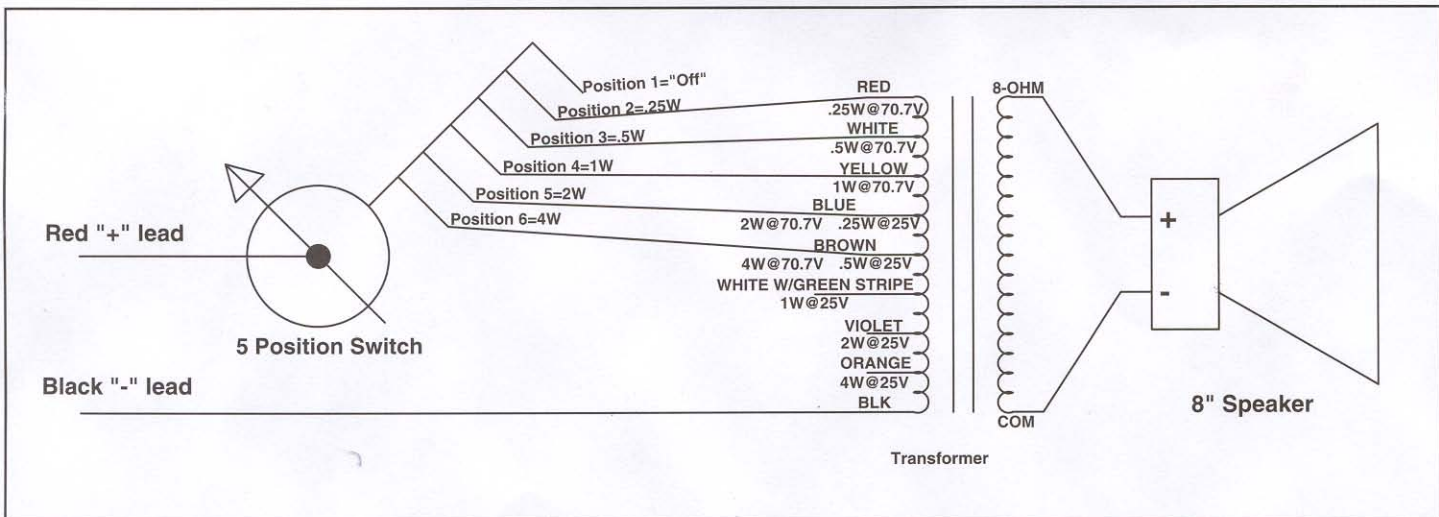 Position 1="Off"
Position 2=.25W
Position 3=.5W
Position 4=1W
Position 5=2W
Position 6=4W
Red "+" lead
5 Position Switch
Black "-" lead
RED
.25W@70.7V
WHITE
.5W@70.7V
YELLOW
1W@70.7V
BLUE
2W@70.7V .25W@25V
BROWN
4W@70.7V .5W@25V
WHITE W/GREEN STRIPE
1W@25V
VIOLET
2W@25V
ORANGE
4W@25V
BLK
Transformer
8-OHM
COM
+
-
8" Speaker